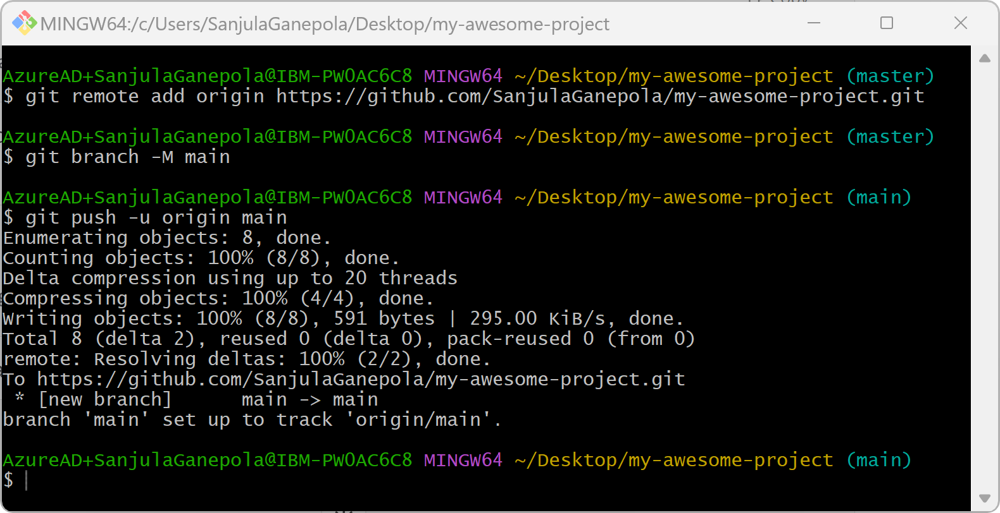 MINGW64:/c/Users/SanjulaGanepola/Desktop/my-awesome-project
AzureAD+SanjulaGanepola@IBM-PW0AC6C8 MINGW64 ~/Desktop/my-awesome-project (master)
$ git remote add origin https://github.com/SanjulaGanepola/my-awesome-project.git
AzureAD+SanjulaGanepola@IBM-PW0AC6C8 MINGW64 ~/Desktop/my-awesome-project (master)
$ git branch -M main
AzureAD+SanjulaGanepola@IBM-PW0AC6C8 MINGW64 ~/Desktop/my-awesome-project (main)
$ git push -u origin main
Enumerating objects: 8, done.
Counting objects: 100% (8/8), done.
Delta compression using up to 20 threads
Compressing objects: 100% (4/4), done.
Writing objects: 100% (8/8), 591 bytes | 295.00 KiB/s, done.
Total 8 (delta 2), reused 0 (delta 0), pack-reused 0 (from 0)
remote: Resolving deltas: 100% (2/2), done.
To https://github.com/SanjulaGanepola/my-awesome-project.git
 * [new branch]      main -> main
branch 'main' set up to track 'origin/main'.
AzureAD+SanjulaGanepola@IBM-PW0AC6C8 MINGW64 ~/Desktop/my-awesome-project (main)
$